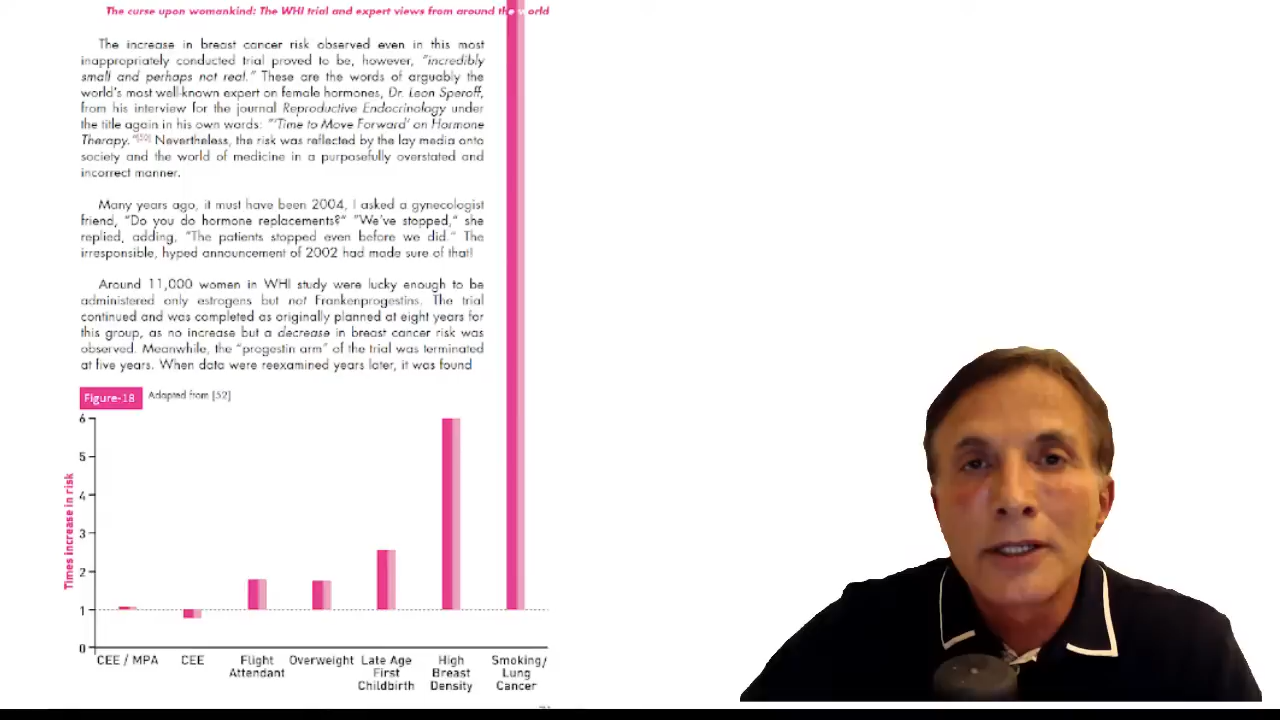 The curse upon womankind: The WHI trial and expert views from around the world
The increase in breast cancer risk observed even in this most
inappropriately conducted trial proved to be, however, "incredibly
small and perhaps not real." These are the words of arguably the
world's most well-known expert on female hormones, Dr. Leon Speroff,
from his interview for the journal Reproductive Endocrinology under
the title again in his own words: "'Time to Move Forward' on Hormone
Therapy."[50] Nevertheless, the risk was reflected by the lay media onto
society and the world of medicine in a purposefully overstated and
incorrect manner.
Many years ago, it must have been 2004, I asked a gynecologist
friend, "Do you do hormone replacements?" "We've stopped," she
replied, adding, "The patients stopped even before we did." The
irresponsible, hyped announcement of 2002 had made sure of that!
Around 11,000 women in WHI study were lucky enough to be
administered only estrogens but not Frankenprogestins. The trial
continued and was completed as originally planned at eight years for
this group, as no increase but a decrease in breast cancer risk was
observed. Meanwhile, the "progestin arm" of the trial was terminated
at five years. When data were reexamined years later, it was found
Figure-18 Adapted from [52]
Times increase in risk
6
5
4
3
2
1
0
CEE / MPA CEE Flight Overweight Late Age High Smoking/
Attendant First Breast Lung
Childbirth Density Cancer